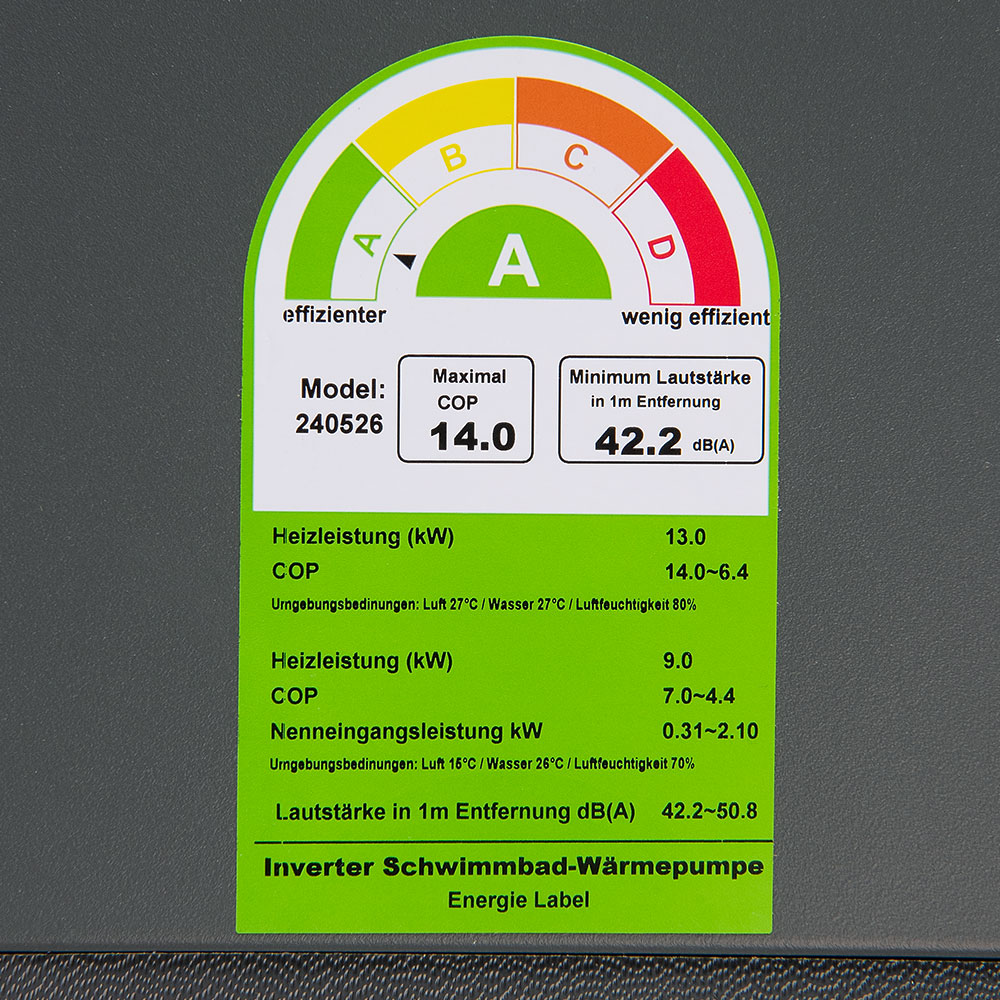 B C
A D
A
effizienter wenig effizient
Model:
240526
Maximal
COP
14.0
Minimum Lautstärke
in 1m Entfernung
42.2 dB(A)
Heizleistung (kW) 13.0
COP 14.0~6.4
Umgebungsbedinungen: Luft 27°C / Wasser 27°C / Luftfeuchtigkeit 80%
Heizleistung (kW) 9.0
COP 7.0~4.4
Nenneingangsleistung kW 0.31~2.10
Umgebungsbedinungen: Luft 15°C / Wasser 26°C / Luftfeuchtigkeit 70%
Lautstärke in 1m Entfernung dB(A) 42.2~50.8
Inverter Schwimmbad-Wärmepumpe
Energie Label